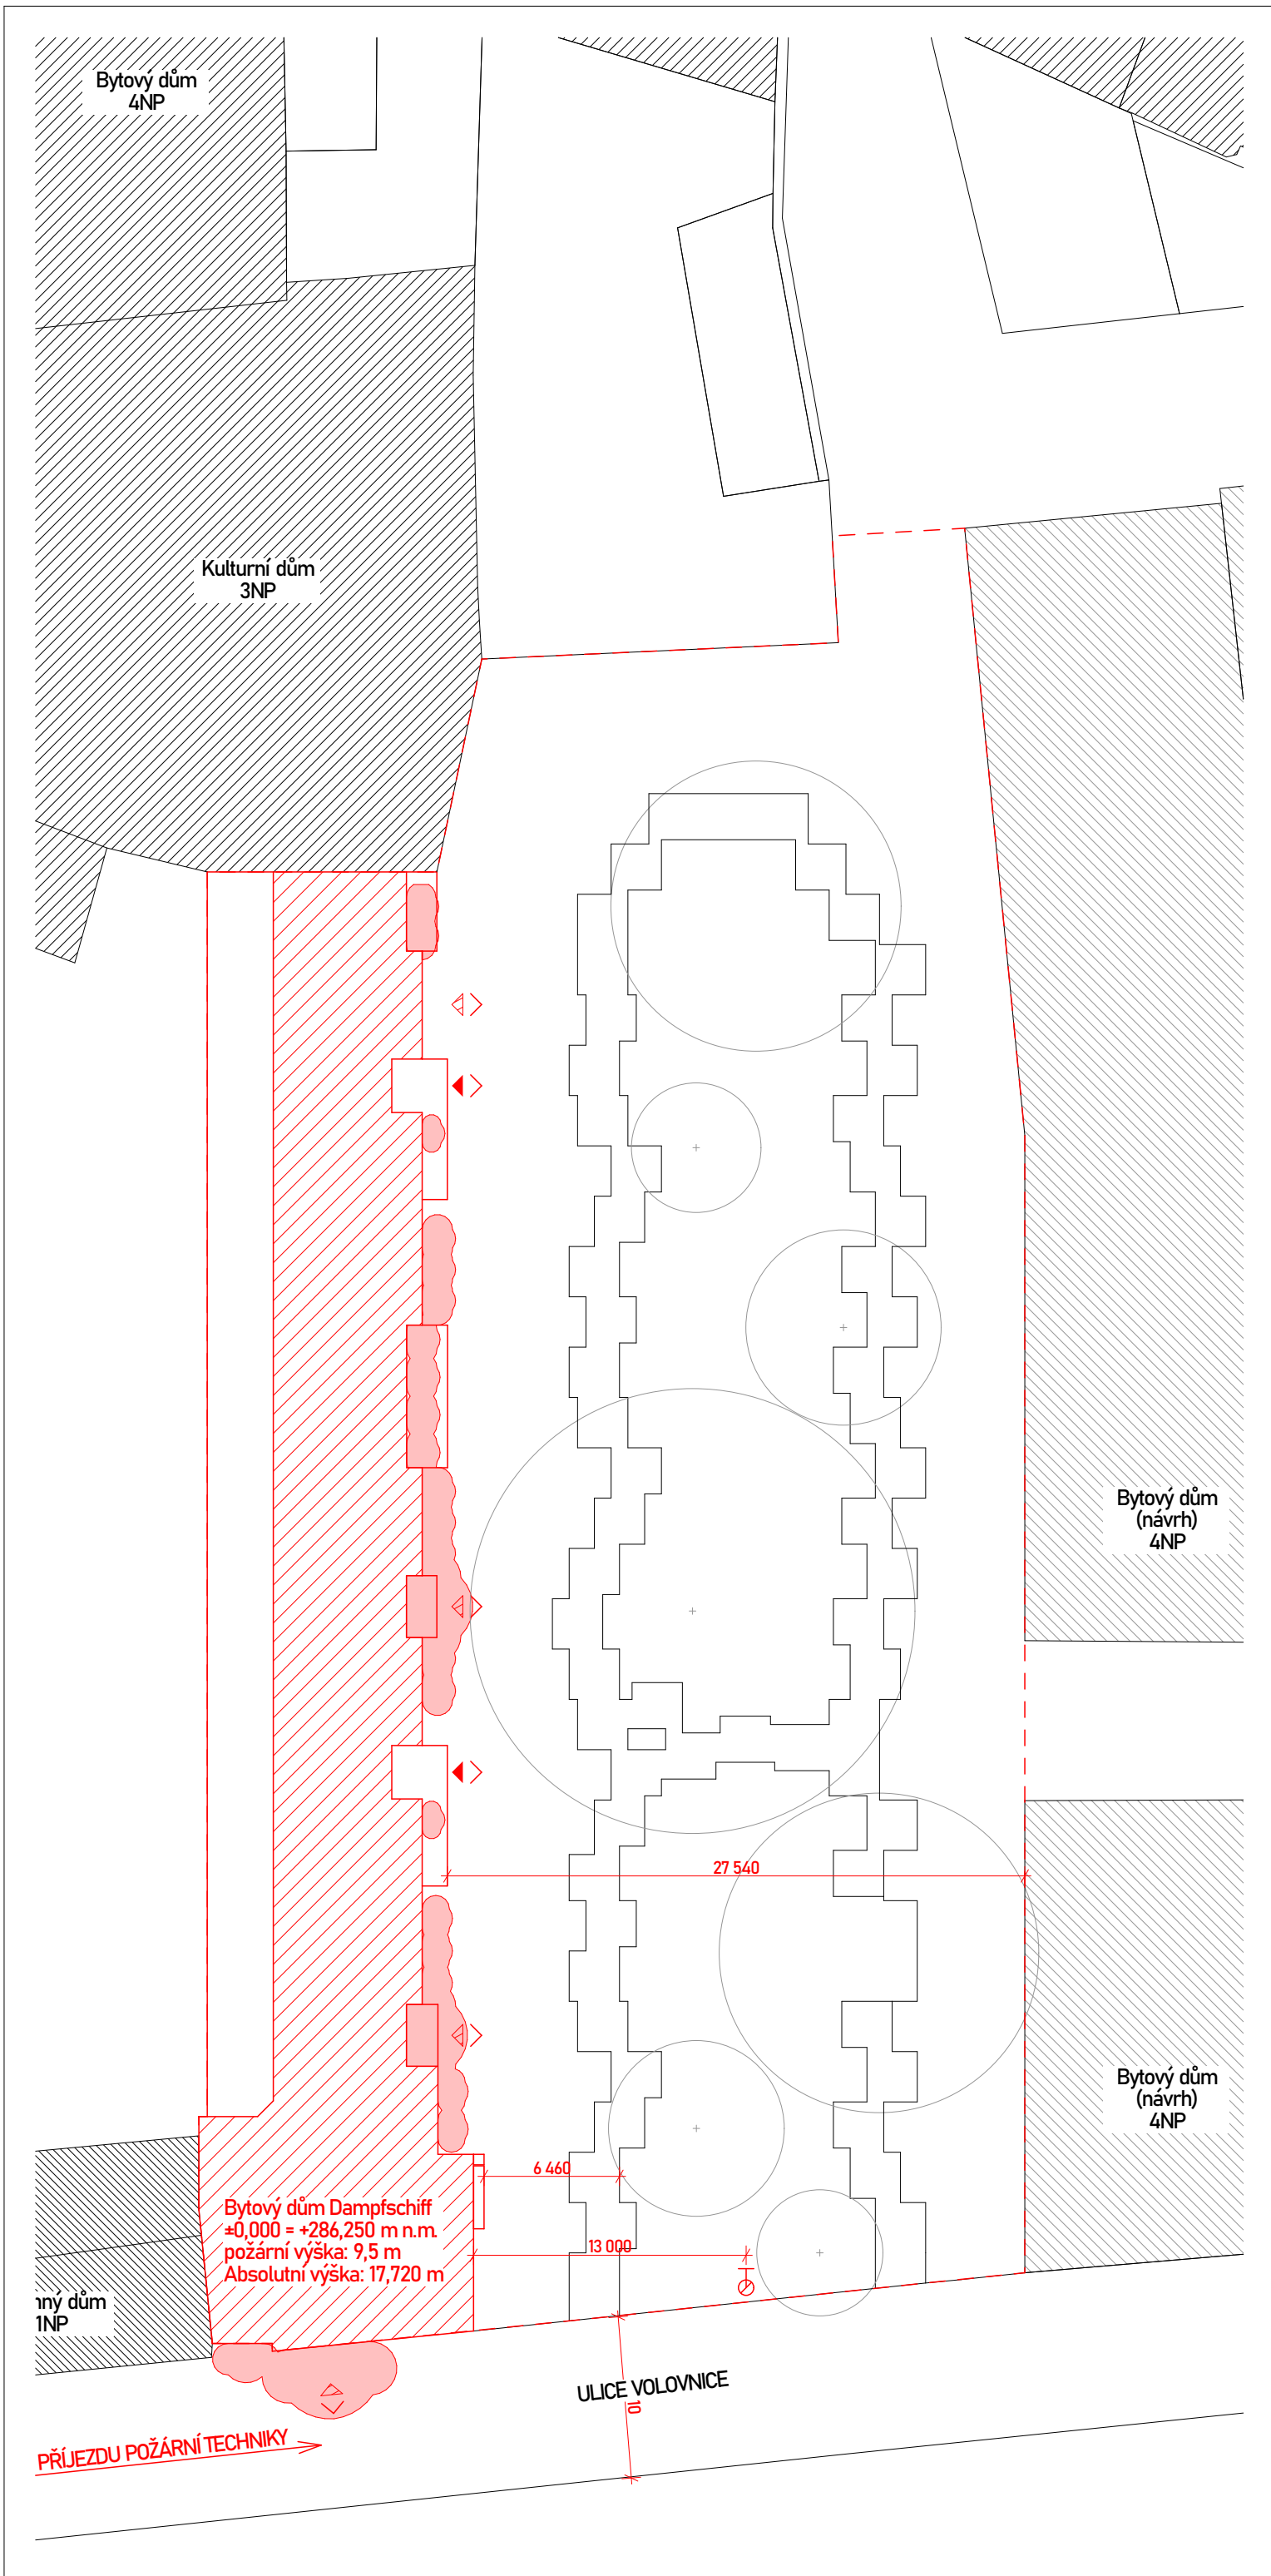 Bytový dům
4NP
Kulturní dům
3NP
Bytový dům
(návrh)
4NP
27 540
Bytový dům
(návrh)
4NP
6 460
Bytový dům Dampfschiff
±0,000 = +286,250 m n.m.
požární výška: 9,5 m
Absolutní výška: 17,720 m
13 000
nný dům
1NP
ULICE VOLOVNICE
10
PŘÍJEZDU POŽÁRNÍ TECHNIKY